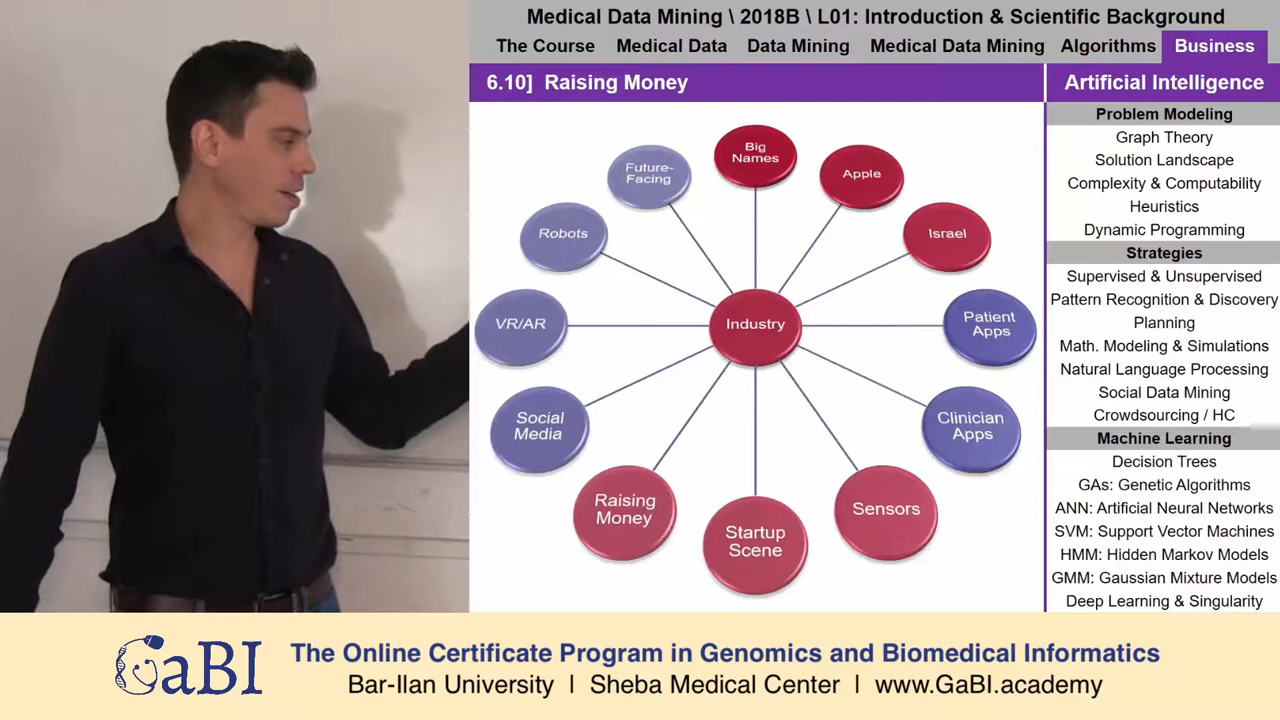 Medical Data Mining \ 2018B \ L01: Introduction & Scientific Background
The Course Medical Data Data Mining Medical Data Mining Algorithms Business
6.10] Raising Money
Artificial Intelligence
Big
Names
Apple
Israel
Patient
Apps
Clinician
Apps
Sensors
Startup
Scene
Raising
Money
Social
Media
VR/AR
Robots
Future-
Facing
Industry
Problem Modeling
Graph Theory
Solution Landscape
Complexity & Computability
Heuristics
Dynamic Programming
Strategies
Supervised & Unsupervised
Pattern Recognition & Discovery
Planning
Math. Modeling & Simulations
Natural Language Processing
Social Data Mining
Crowdsourcing / HC
Machine Learning
Decision Trees
GAs: Genetic Algorithms
ANN: Artificial Neural Networks
SVM: Support Vector Machines
HMM: Hidden Markov Models
GMM: Gaussian Mixture Models
Deep Learning & Singularity
GaBI
The Online Certificate Program in Genomics and Biomedical Informatics
Bar-Ilan University | Sheba Medical Center | www.GaBI.academy